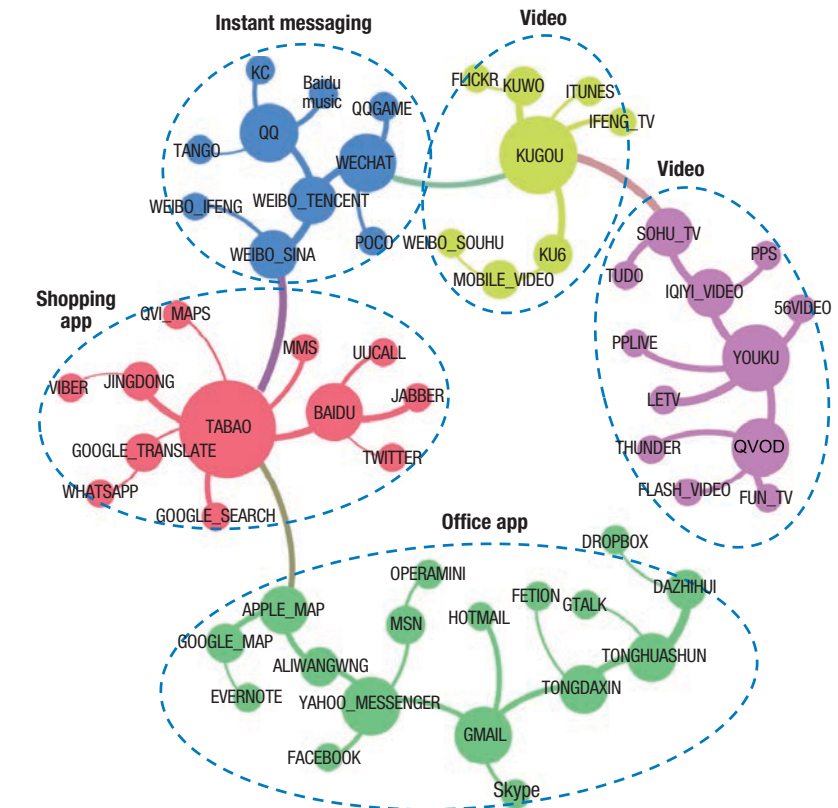 Instant messaging
KC
Baidu
music
QQGAME
QQ
TANGO
WECHAT
WEIBO_IFENG
WEIBO_TENCENT
WEIBO_SINA
POCO
Video
FLICKR
KUWO
ITUNES
IFENG_TV
KUGOU
WEIBO_SOUHU
KU6
MOBILE_VIDEO
Video
SOHU_TV
PPS
TUDO
IQIYI_VIDEO
56VIDEO
PPLIVE
YOUKU
LETV
THUNDER
QVOD
FLASH_VIDEO
FUN_TV
Shopping
app
QVI_MAPS
MMS
UUCALL
VIBER
JINGDONG
JABBER
TABAO
BAIDU
GOOGLE_TRANSLATE
TWITTER
WHATSAPP
GOOGLE_SEARCH
Office app
DROPBOX
OPERAMINI
DAZHIHUI
APPLE_MAP
FETION
GTALK
MSN
HOTMAIL
GOOGLE_MAP
TONGHUASHUN
ALIWANGWNG
EVERNOTE
YAHOO_MESSENGER
TONGDAXIN
GMAIL
FACEBOOK
Skype